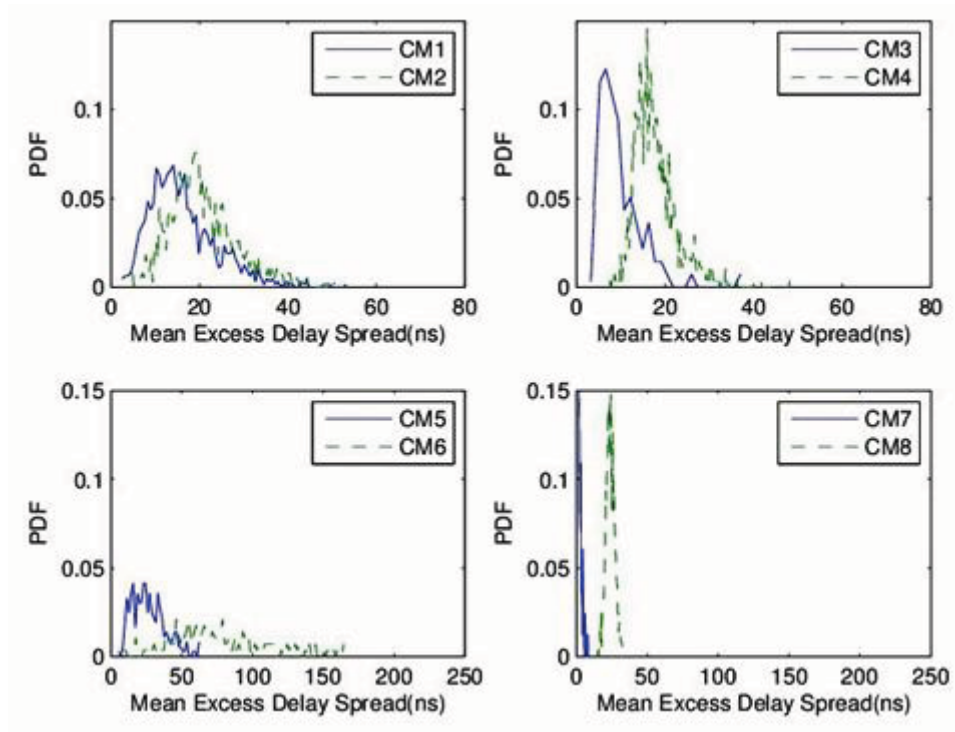 CM1
CM2
PDF
0.1
0.05
0
0 20 40 60 80
Mean Excess Delay Spread(ns)
CM3
CM4
PDF
0.1
0.05
0
0 20 40 60 80
Mean Excess Delay Spread(ns)
CM5
CM6
PDF
0.15
0.1
0.05
0
0 50 100 150 200 250
Mean Excess Delay Spread(ns)
CM7
CM8
PDF
0.15
0.1
0.05
0
0 50 100 150 200 250
Mean Excess Delay Spread(ns)